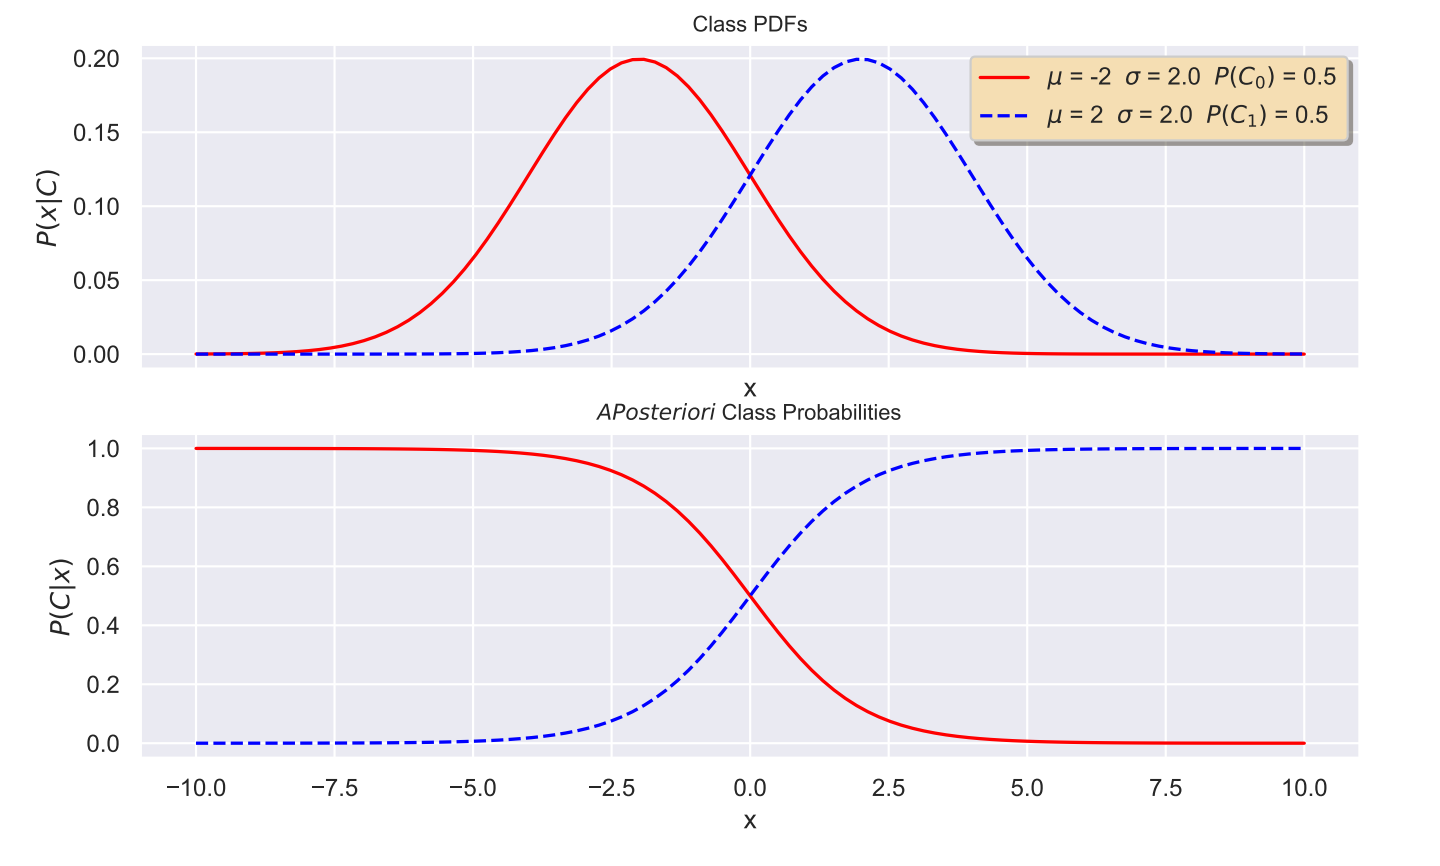 Class PDFs
0.20
0.15
0.10
0.05
0.00
P(x|C)
μ = -2 σ = 2.0 P(C₀) = 0.5
μ = 2 σ = 2.0 P(C₁) = 0.5
x
APosteriori Class Probabilities
1.0
0.8
0.6
0.4
0.2
0.0
P(C|x)
−10.0 −7.5 −5.0 −2.5 0.0 2.5 5.0 7.5 10.0
x